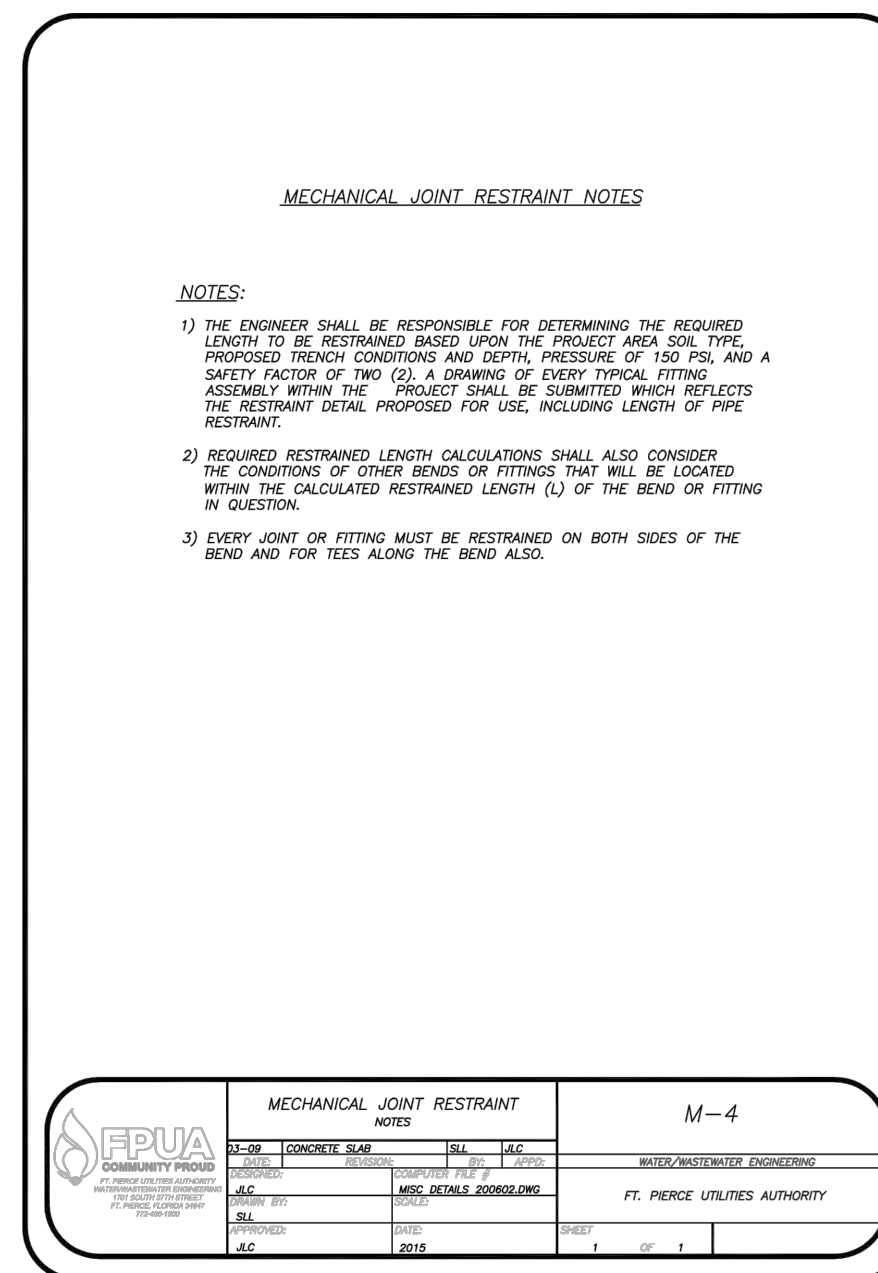 MECHANICAL JOINT RESTRAINT NOTES
NOTES:
1) THE ENGINEER SHALL BE RESPONSIBLE FOR DETERMINING THE REQUIRED
LENGTH TO BE RESTRAINED BASED UPON THE PROJECT AREA SOIL TYPE,
PROPOSED TRENCH CONDITIONS AND DEPTH, PRESSURE OF 150 PSI, AND A
SAFETY FACTOR OF TWO (2). A DRAWING OF EVERY TYPICAL FITTING
ASSEMBLY WITHIN THE PROJECT SHALL BE SUBMITTED WHICH REFLECTS
THE RESTRAINT DETAIL PROPOSED FOR USE, INCLUDING LENGTH OF PIPE
RESTRAINT.
2) REQUIRED RESTRAINED LENGTH CALCULATIONS SHALL ALSO CONSIDER
THE CONDITIONS OF OTHER BENDS OR FITTINGS THAT WILL BE LOCATED
WITHIN THE CALCULATED RESTRAINED LENGTH (L) OF THE BEND OR FITTING
IN QUESTION.
3) EVERY JOINT OR FITTING MUST BE RESTRAINED ON BOTH SIDES OF THE
BEND AND FOR TEES ALONG THE BEND ALSO.
FPUA
COMMUNITY PROUD
FT. PIERCE UTILITIES AUTHORITY
WATER/WASTEWATER ENGINEERING
1701 SOUTH 37TH STREET
FT. PIERCE, FLORIDA 34947
MECHANICAL JOINT RESTRAINT
NOTES
03-09 CONCRETE SLAB SLL JLC
DATE: REVISION: BY: APPD:
DESIGNED: COMPUTER FILE #
JLC MISC DETAILS 200602.DWG
DRAWN BY: SCALE:
SLL
APPROVED: DATE:
JLC 2015
M-4
WATER/WASTEWATER ENGINEERING
FT. PIERCE UTILITIES AUTHORITY
SHEET
1 OF 1